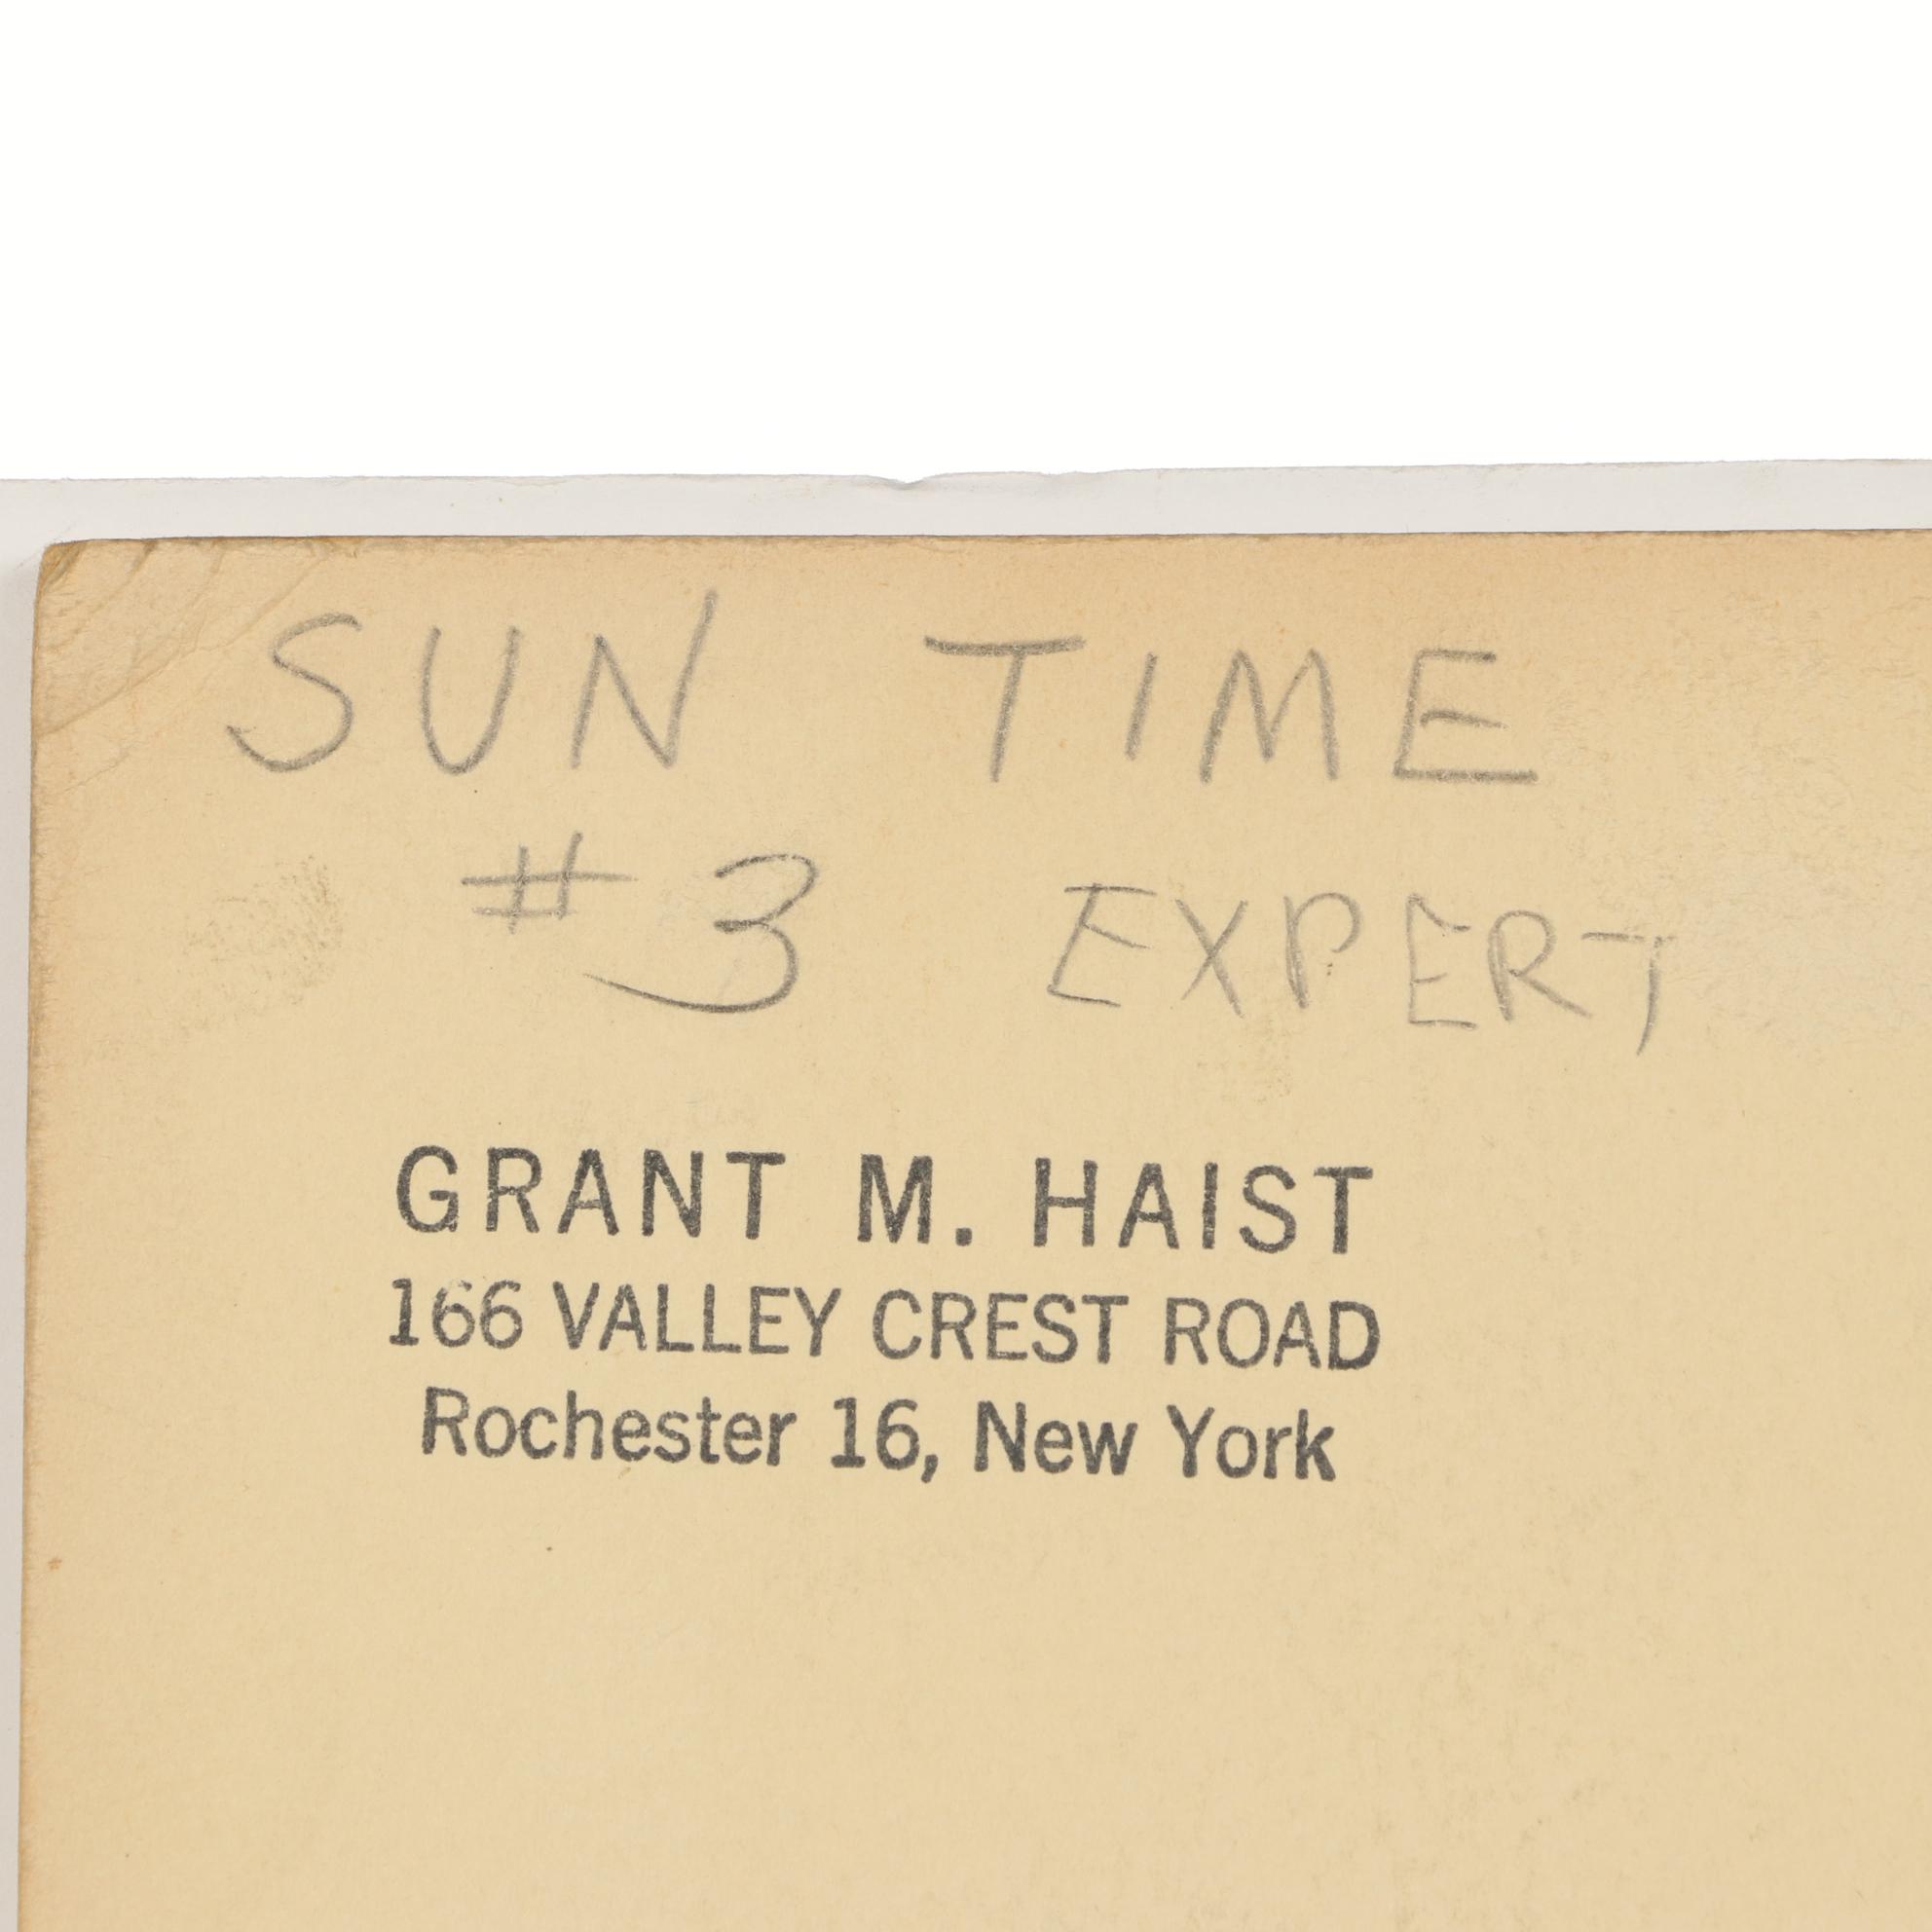 SUN TIME
#3 EXPERT
GRANT M. HAIST
166 VALLEY CREST ROAD
Rochester 16, New York